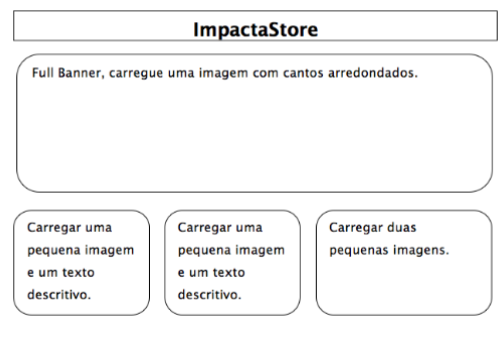 ImpactaStore
Full Banner, carregue uma imagem com cantos arredondados.
Carregar uma
pequena imagem
e um texto
descritivo.
Carregar uma
pequena imagem
e um texto
descritivo.
Carregar duas
pequenas imagens.